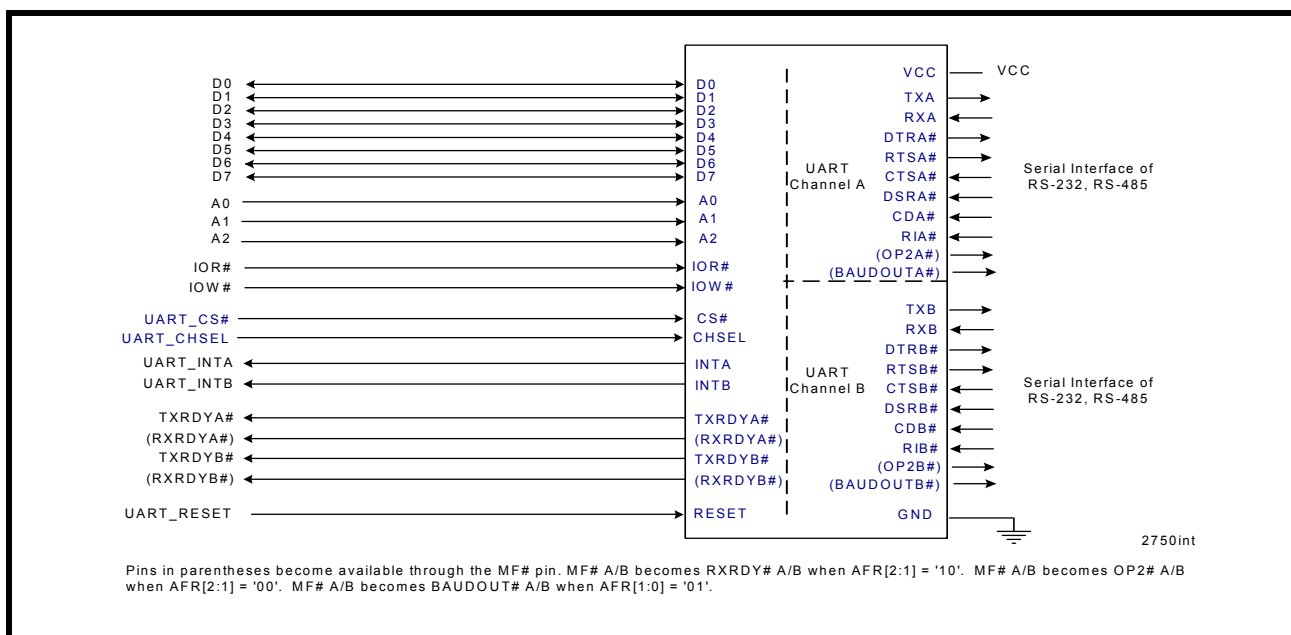 D0
D1
D2
D3
D4
D5
D6
D7
A0
A1
A2
IOR#
IOW#
UART_CS#
UART_CHSEL
UART_INTA
UART_INTB
TXRDYA#
(RXRDYA#)
TXRDYB#
(RXRDYB#)
UART_RESET
D0
D1
D2
D3
D4
D5
D6
D7
A0
A1
A2
IOR#
IOW#
CS#
CHSEL
INTA
INTB
TXRDYA#
(RXRDYA#)
TXRDYB#
(RXRDYB#)
RESET
UART
Channel A
UART
Channel B
VCC
TXA
RXA
DTRA#
RTSA#
CTSA#
DSRA#
CDA#
RIA#
(OP2A#)
(BAUDOUTA#)
TXB
RXB
DTRB#
RTSB#
CTSB#
DSRB#
CDB#
RIB#
(OP2B#)
(BAUDOUTB#)
GND
VCC
Serial Interface of
RS-232, RS-485
Serial Interface of
RS-232, RS-485
2750int
Pins in parentheses become available through the MF# pin. MF# A/B becomes RXRDY# A/B when AFR[2:1] = '10'. MF# A/B becomes OP2# A/B
when AFR[2:1] = '00'. MF# A/B becomes BAUDOUT# A/B when AFR[1:0] = '01'.